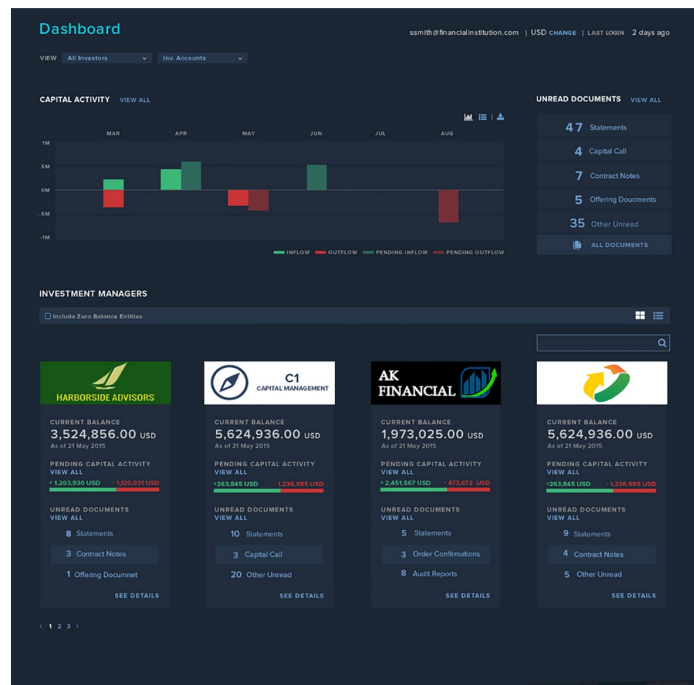 Dashboard
ssmith@financialinstitution.com | USD CHANGE | LAST LOGIN 2 days ago
VIEW All Investors Inv. Accounts
CAPITAL ACTIVITY VIEW ALL
MAR APR MAY JUN JUL AUG
1M
.5M
0M
-.5M
-1M
INFLOW OUTFLOW PENDING INFLOW PENDING OUTFLOW
UNREAD DOCUMENTS VIEW ALL
47 Statements
4 Capital Call
7 Contract Notes
5 Offering Doucments
35 Other Unread
ALL DOCUMENTS
INVESTMENT MANAGERS
Include Zero Balance Entities
HARBORSIDE ADVISORS
CURRENT BALANCE
3,524,856.00 USD
As of 21 May 2015
PENDING CAPITAL ACTIVITY
VIEW ALL
+1,203,930 USD -1,120,031 USD
UNREAD DOCUMENTS
VIEW ALL
8 Statements
3 Contract Notes
1 Offering Documnet
SEE DETAILS
C1
CAPITAL MANAGEMENT
CURRENT BALANCE
5,624,936.00 USD
As of 21 May 2015
PENDING CAPITAL ACTIVITY
VIEW ALL
+263,845 USD -1,236,985 USD
UNREAD DOCUMENTS
VIEW ALL
10 Statements
3 Capital Call
20 Other Unread
SEE DETAILS
AK
FINANCIAL
CURRENT BALANCE
1,973,025.00 USD
As of 21 May 2015
PENDING CAPITAL ACTIVITY
VIEW ALL
+2,451,567 USD -473,672 USD
UNREAD DOCUMENTS
VIEW ALL
5 Statements
3 Order Confirmations
8 Audit Reports
SEE DETAILS
CURRENT BALANCE
5,624,936.00 USD
As of 21 May 2015
PENDING CAPITAL ACTIVITY
VIEW ALL
+263,845 USD -1,236,985 USD
UNREAD DOCUMENTS
VIEW ALL
9 Statements
4 Contract Notes
5 Other Unread
SEE DETAILS
‹ 1 2 3 ›